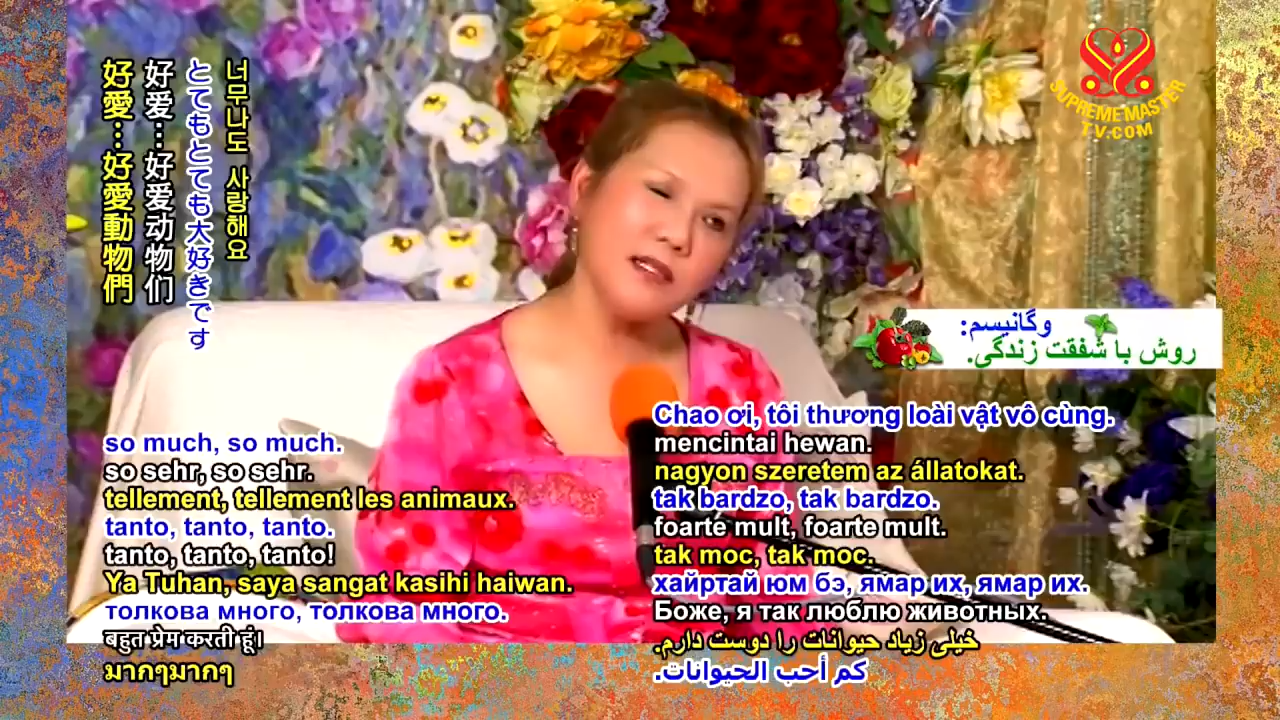 너무나도 사랑해요
とてもとても大好きです
好爱…好爱动物们
好愛…好愛動物們
SUPREME MASTER
TV.COM
وگانیسم:
روش با شفقت زندگی.
so much, so much.
so sehr, so sehr.
tellement, tellement les animaux.
tanto, tanto, tanto.
tanto, tanto, tanto!
Ya Tuhan, saya sangat kasihi haiwan.
толкова много, толкова много.
बहुत प्रेम करती हूं।
มากๆมากๆ
Chao ơi, tôi thương loài vật vô cùng.
mencintai hewan.
nagyon szeretem az állatokat.
tak bardzo, tak bardzo.
foarte mult, foarte mult.
tak moc, tak moc.
хайртай юм бэ, ямар их, ямар их.
Боже, я так люблю животных.
خیلی زیاد حیوانات را دوست دارم.
كم أحب الحيوانات.